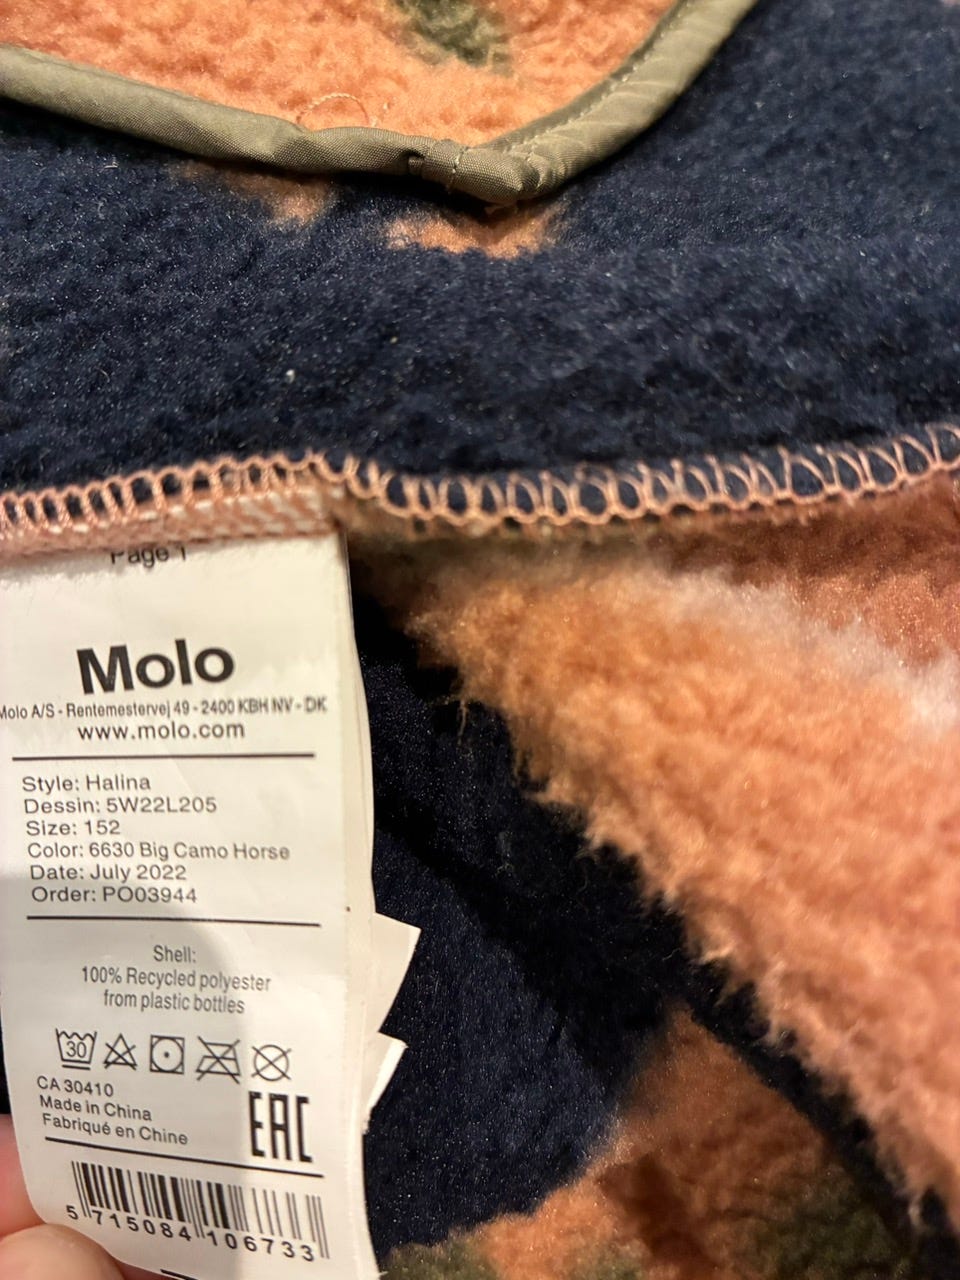 Page 1
Molo
Molo A/S - Rentemestervej 49 - 2400 KBH NV - DK
www.molo.com
Style: Halina
Dessin: 5W22L205
Size: 152
Color: 6630 Big Camo Horse
Date: July 2022
Order: PO03944
Shell:
100% Recycled polyester
from plastic bottles
30
CA 30410
Made in China
Fabriqué en Chine
EAC
5 715084 106733